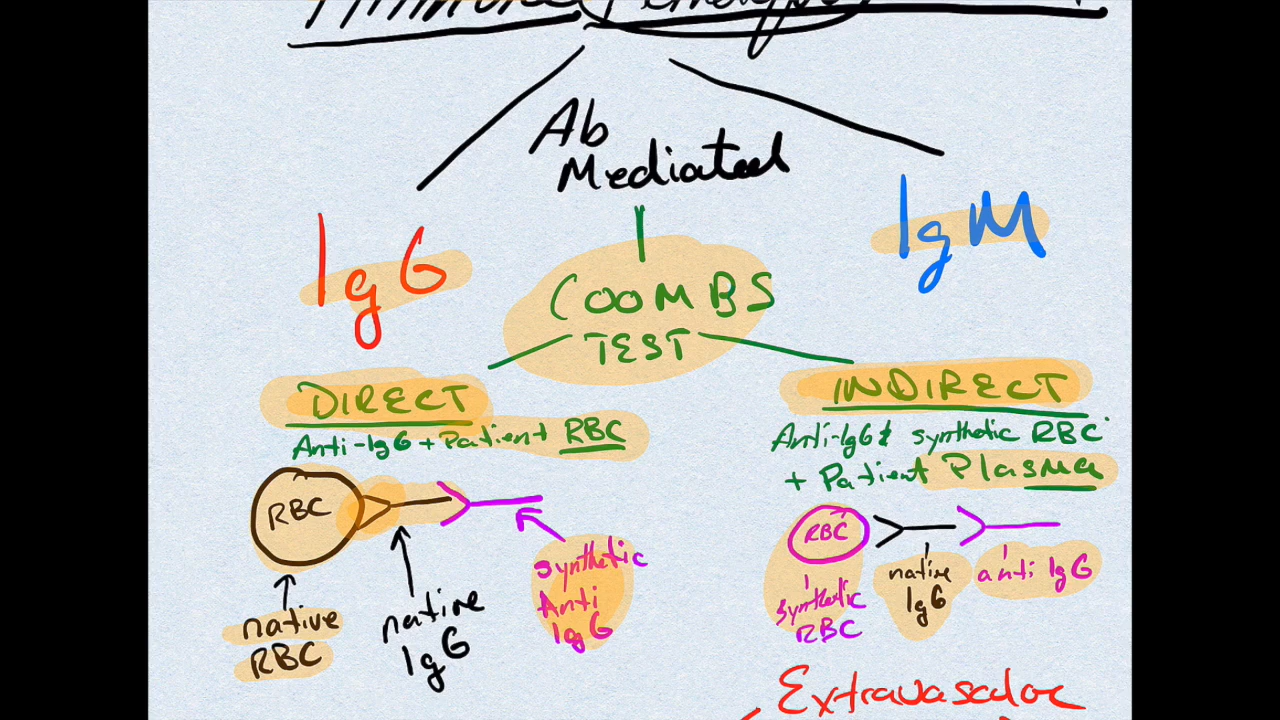 Immune
Ab
Mediated
IgG
IgM
COOMBS
TEST
DIRECT
Anti-IgG + Patient RBC
RBC
native
RBC
native
IgG
synthetic
Anti
IgG
INDIRECT
Anti-IgG & synthetic RBC
+ Patient Plasma
RBC
synthetic
RBC
native
IgG
anti IgG
Extravascular